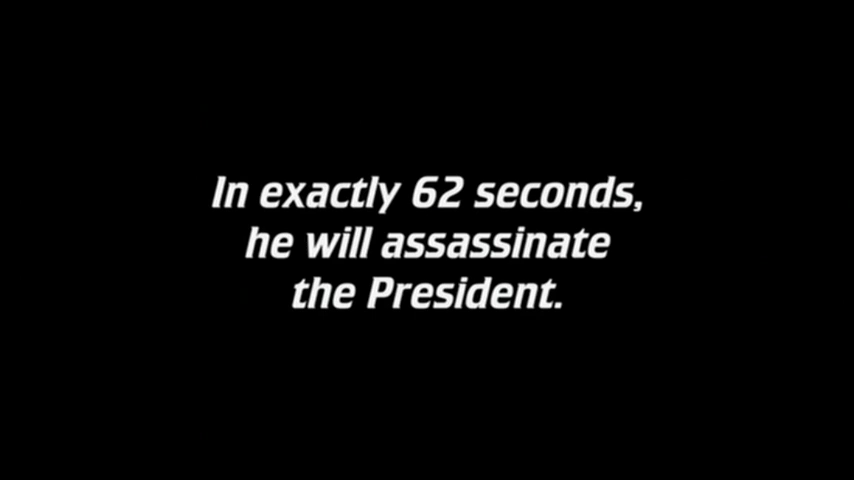 In exactly 62 seconds,
he will assassinate
the President.